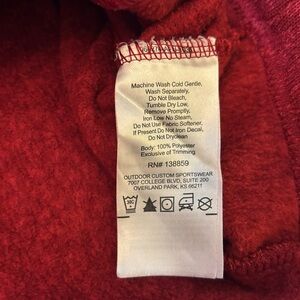 Machine Wash Cold Gentle,
Wash Separately,
Do Not Bleach,
Tumble Dry Low,
Remove Promptly,
Iron Low No Steam,
Do Not Use Fabric Softener,
If Present Do Not Iron Decal,
Do Not Dryclean
Body: 100% Polyester
Exclusive of Trimming
RN# 138859
OUTDOOR CUSTOM SPORTSWEAR
7007 COLLEGE BLVD, SUITE 200
OVERLAND PARK, KS 66211